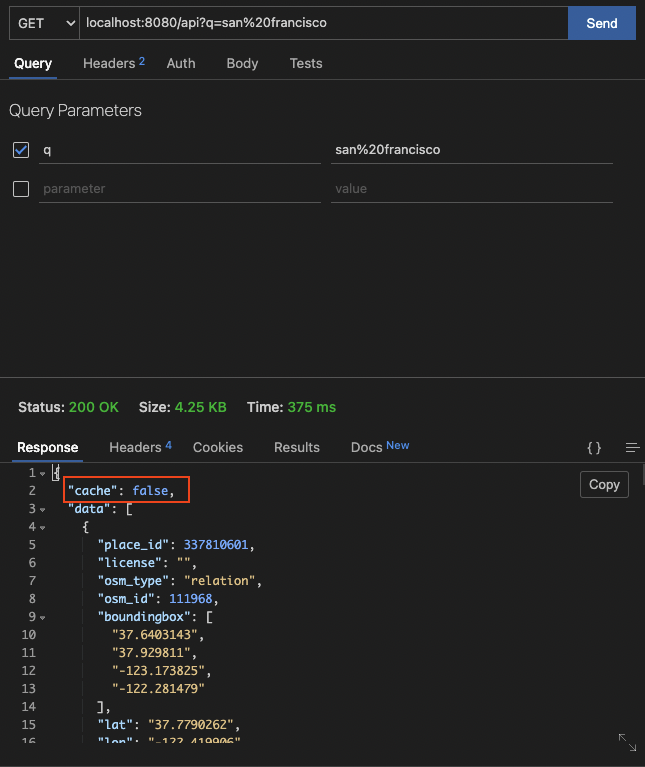 GET localhost:8080/api?q=san%20francisco Send
Query Headers 2 Auth Body Tests
Query Parameters
q san%20francisco
parameter value
Status: 200 OK Size: 4.25 KB Time: 375 ms
Response Headers 4 Cookies Results Docs New { }
1 {
Copy
2 "cache": false,
3 "data": [
4 {
5 "place_id": 337810601,
6 "license": "",
7 "osm_type": "relation",
8 "osm_id": 111968,
9 "boundingbox": [
10 "37.6403143",
11 "37.929811",
12 "-123.173825",
13 "-122.281479"
14 ],
15 "lat": "37.7790262",
16 "lon": "-122.419906"